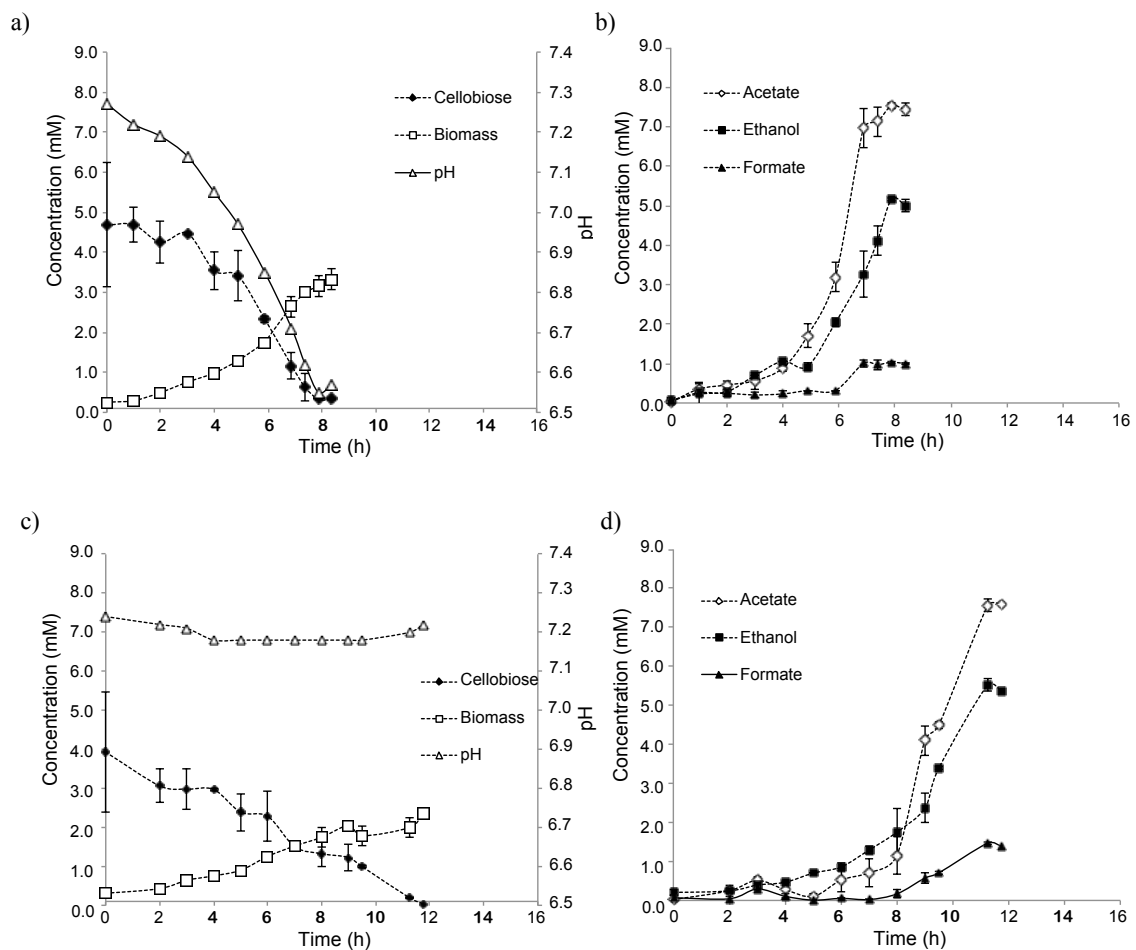 a)
9.0
8.0
7.0
6.0
5.0
4.0
3.0
2.0
1.0
0.0
Concentration (mM)
7.4
7.3
7.2
7.1
7.0
6.9
6.8
6.7
6.6
6.5
pH
Cellobiose
Biomass
pH
0 2 4 6 8 10 12 14 16
Time (h)
b)
9.0
8.0
7.0
6.0
5.0
4.0
3.0
2.0
1.0
0.0
Concentration (mM)
Acetate
Ethanol
Formate
0 2 4 6 8 10 12 14 16
Time (h)
c)
9.0
8.0
7.0
6.0
5.0
4.0
3.0
2.0
1.0
0.0
Concentration (mM)
7.4
7.3
7.2
7.1
7.0
6.9
6.8
6.7
6.6
6.5
pH
Cellobiose
Biomass
pH
0 2 4 6 8 10 12 14 16
Time (h)
d)
9.0
8.0
7.0
6.0
5.0
4.0
3.0
2.0
1.0
0.0
Concentration (mM)
Acetate
Ethanol
Formate
0 2 4 6 8 10 12 14 16
Time (h)